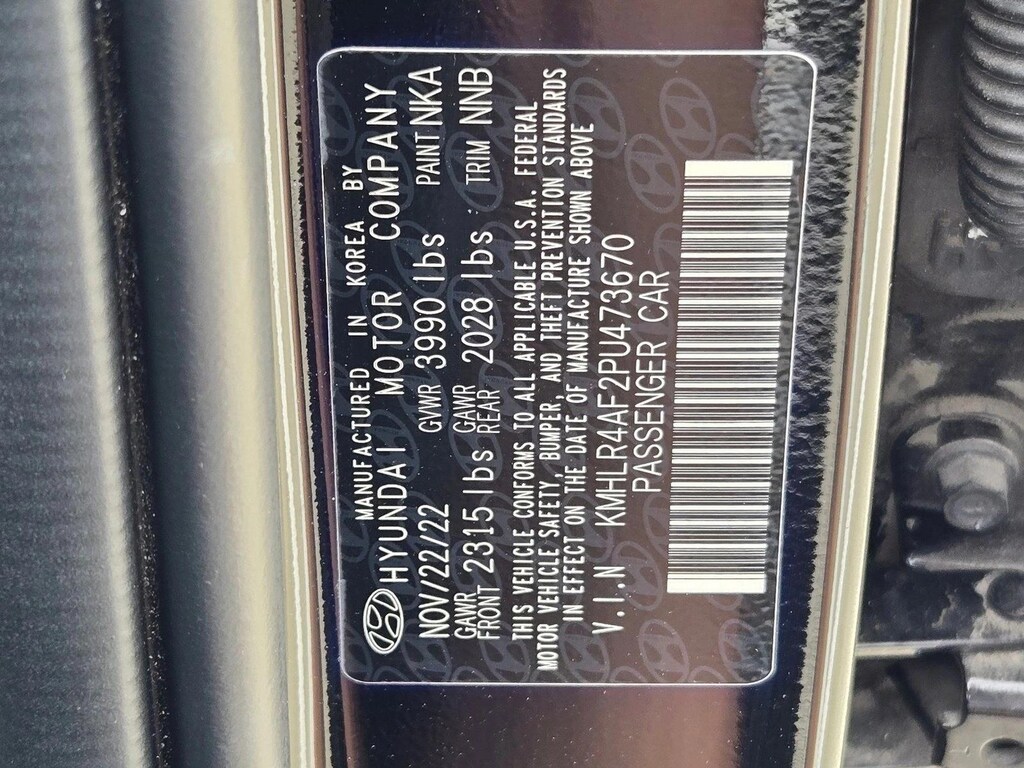 MANUFACTURED IN KOREA BY
HYUNDAI MOTOR COMPANY
NOV/22/22 GVWR 3990 lbs PAINT NKA
GAWR FRONT 2315 lbs GAWR REAR 2028 lbs TRIM NNB
THIS VEHICLE CONFORMS TO ALL APPLICABLE U.S.A. FEDERAL
MOTOR VEHICLE SAFETY, BUMPER, AND THEFT PREVENTION STANDARDS
IN EFFECT ON THE DATE OF MANUFACTURE SHOWN ABOVE
V.I.N KMHLR4AF2PU473670
PASSENGER CAR